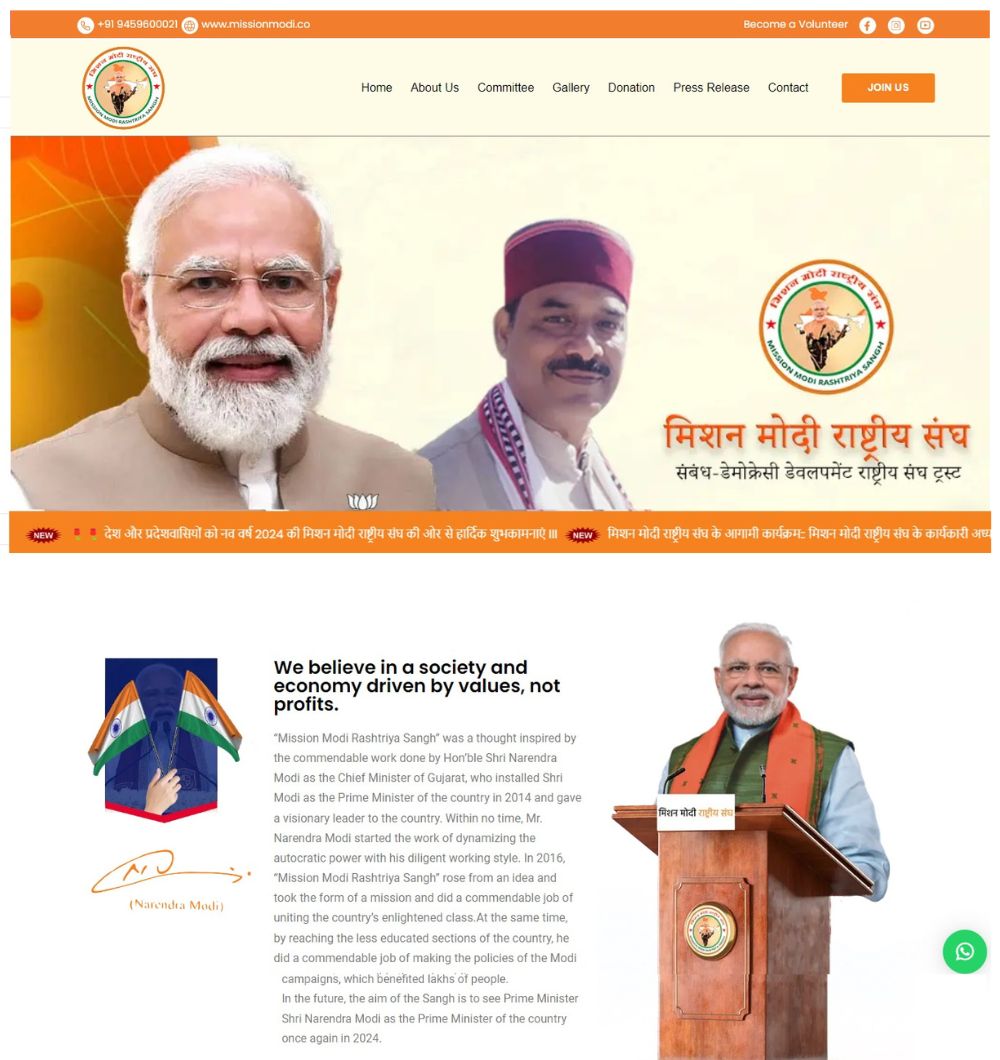 +91 9459600021 www.missionmodi.co Become a Volunteer
मिशन मोदी राष्ट्रीय संघ
MISSION MODI RASHTRIYA SANGH
Home About Us Committee Gallery Donation Press Release Contact JOIN US
मिशन मोदी राष्ट्रीय संघ
MISSION MODI RASHTRIYA SANGH
मिशन मोदी राष्ट्रीय संघ
संबंध-डेमोक्रेसी डेवलपमेंट राष्ट्रीय संघ ट्रस्ट
NEW देश और प्रदेशवासियों को नव वर्ष 2024 की मिशन मोदी राष्ट्रीय संघ की ओर से हार्दिक शुभकामनाएं III NEW मिशन मोदी राष्ट्रीय संघ के आगामी कार्यक्रम:: मिशन मोदी राष्ट्रीय संघ के कार्यकारी
We believe in a society and
economy driven by values, not
profits.
“Mission Modi Rashtriya Sangh” was a thought inspired by
the commendable work done by Hon’ble Shri Narendra
Modi as the Chief Minister of Gujarat, who installed Shri
Modi as the Prime Minister of the country in 2014 and gave
a visionary leader to the country. Within no time, Mr.
Narendra Modi started the work of dynamizing the
autocratic power with his diligent working style. In 2016,
“Mission Modi Rashtriya Sangh” rose from an idea and
took the form of a mission and did a commendable job of
uniting the country’s enlightened class.At the same time,
by reaching the less educated sections of the country, he
did a commendable job of making the policies of the Modi
campaigns, which benefited lakhs of people.
In the future, the aim of the Sangh is to see Prime Minister
Shri Narendra Modi as the Prime Minister of the country
once again in 2024.
(Narendra Modi)
मिशन मोदी राष्ट्रीय संघ